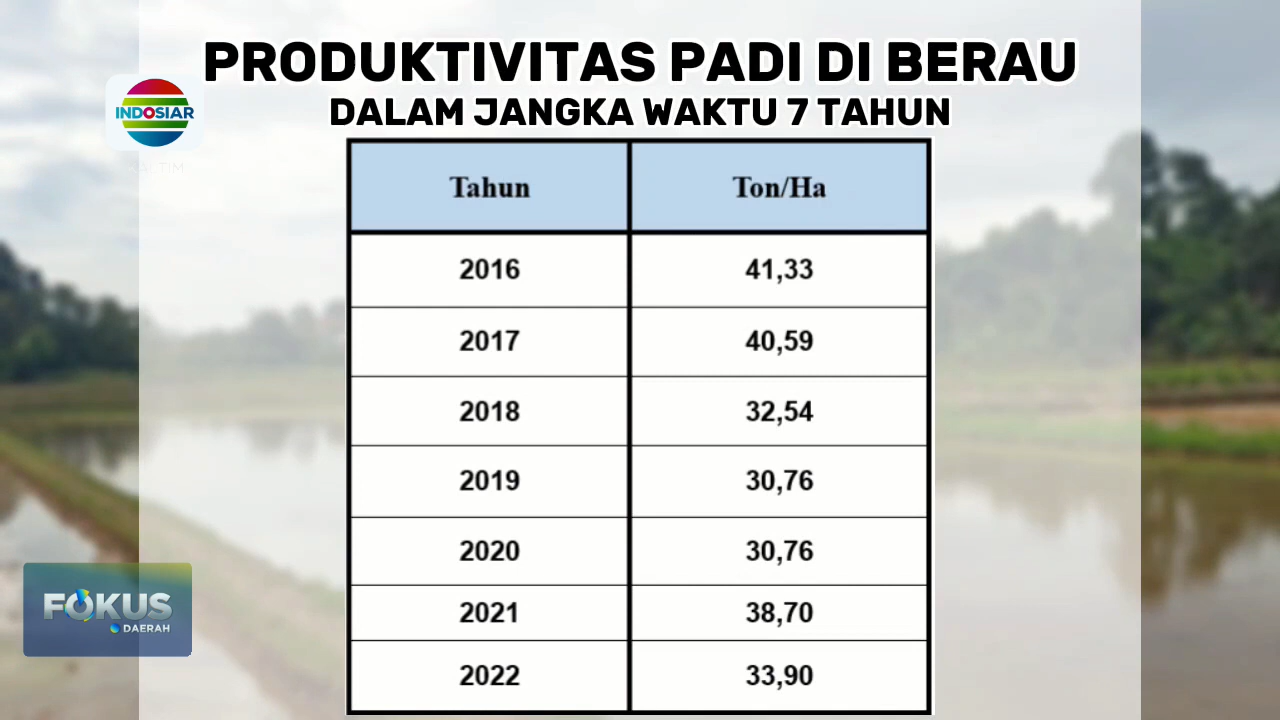 PRODUKTIVITAS PADI DI BERAU
DALAM JANGKA WAKTU 7 TAHUN
INDOSIAR
KALTIM
Tahun Ton/Ha
2016 41,33
2017 40,59
2018 32,54
2019 30,76
2020 30,76
2021 38,70
2022 33,90
FOKUS
DAERAH